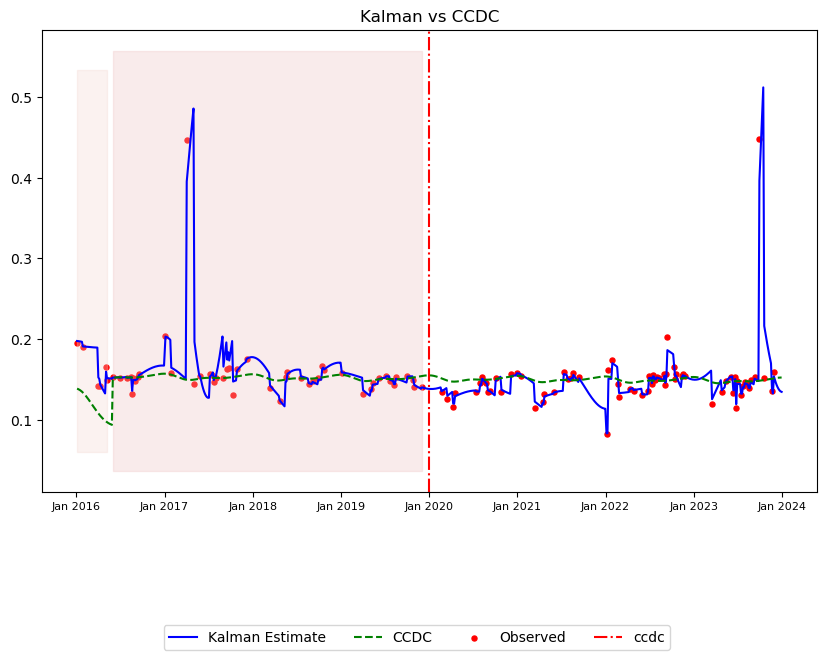 Kalman vs CCDC
0.5
0.4
0.3
0.2
0.1
Jan 2016 Jan 2017 Jan 2018 Jan 2019 Jan 2020 Jan 2021 Jan 2022 Jan 2023 Jan 2024
Kalman Estimate CCDC Observed ccdc